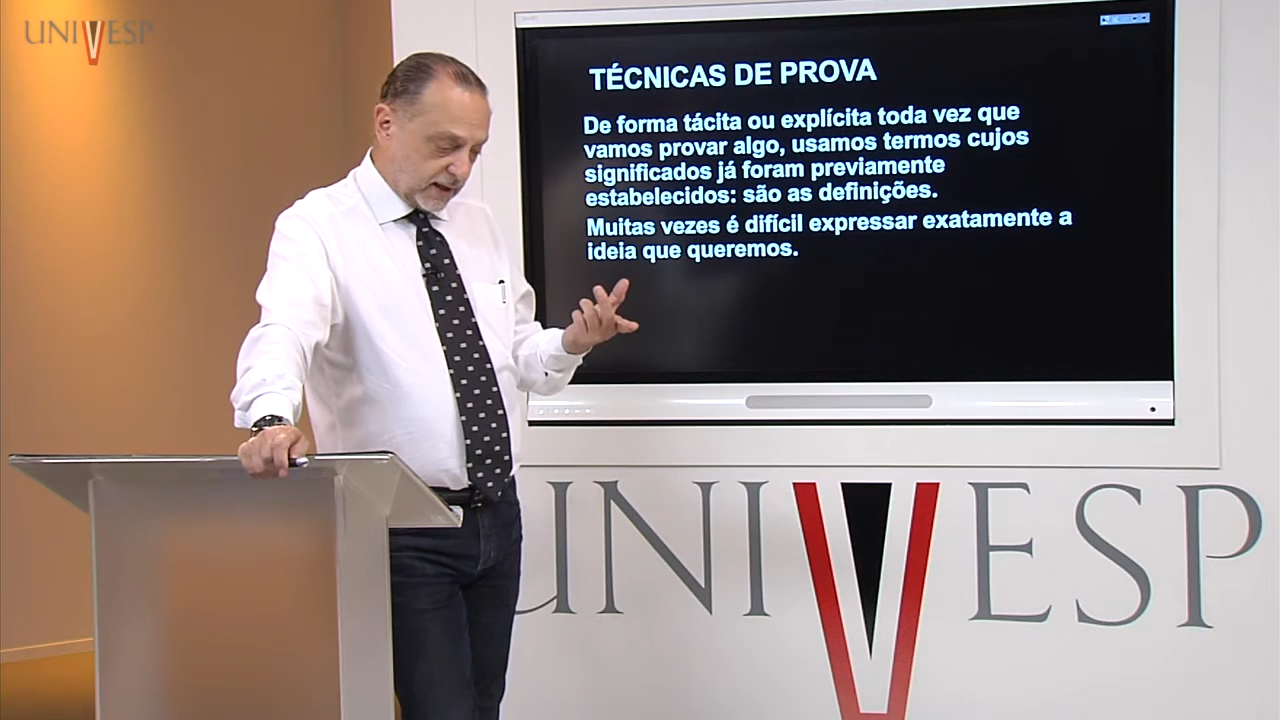 UNIVESP
TÉCNICAS DE PROVA
De forma tácita ou explícita toda vez que
vamos provar algo, usamos termos cujos
significados já foram previamente
estabelecidos: são as definições.
Muitas vezes é difícil expressar exatamente a
ideia que queremos.
UNIVESP